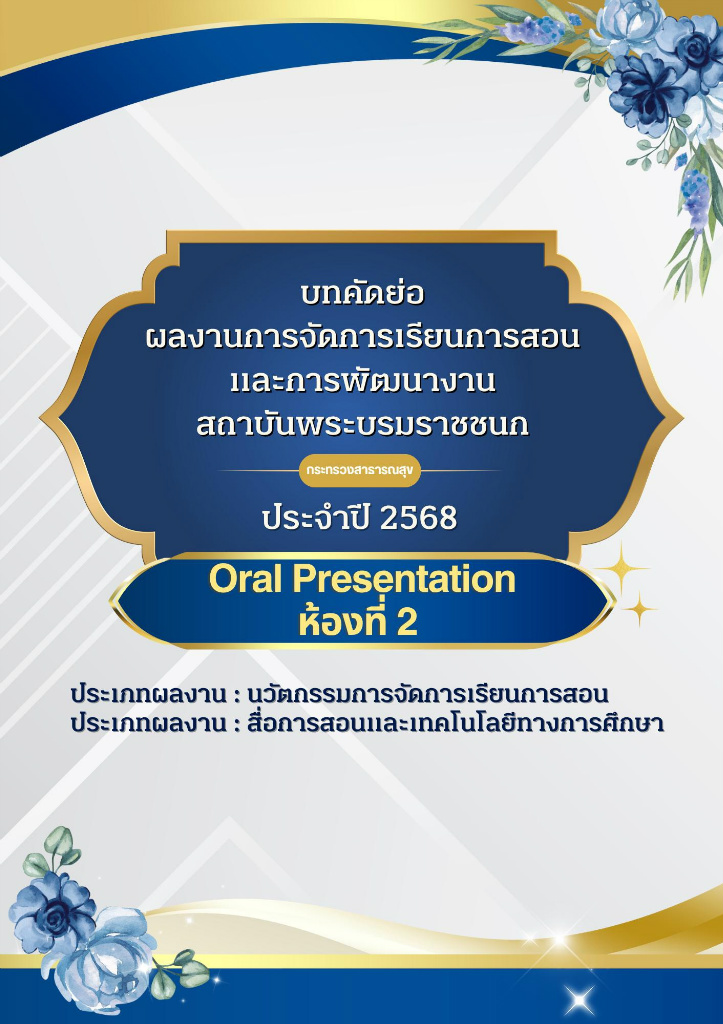 บทคัดย่อ
ผลงานการจัดการเรียนการสอน
และการพัฒนางาน
สถาบันพระบรมราชชนก
กระทรวงสาธารณสุข
ประจำปี 2568
Oral Presentation
ห้องที่ 2
ประเภทผลงาน : นวัตกรรมการจัดการเรียนการสอน
ประเภทผลงาน : สื่อการสอนและเทคโนโลยีทางการศึกษา